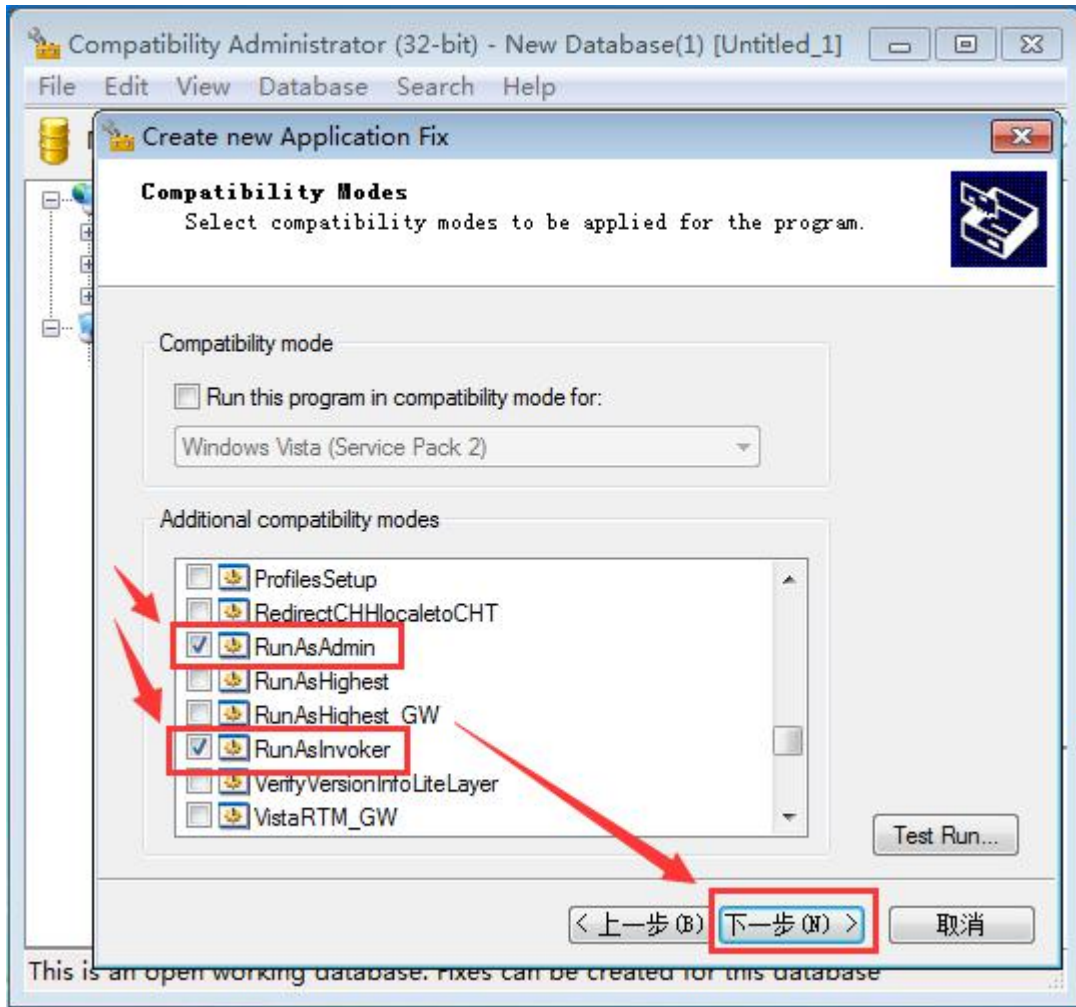 Compatibility Administrator (32-bit) - New Database(1) [Untitled_1]
File Edit View Database Search Help
Create new Application Fix
Compatibility Modes
Select compatibility modes to be applied for the program.
Compatibility mode
Run this program in compatibility mode for:
Windows Vista (Service Pack 2)
Additional compatibility modes
ProfilesSetup
RedirectCHHlocaletoCHT
RunAsAdmin
RunAsHighest
RunAsHighest_GW
RunAsInvoker
VerifyVersionInfoLiteLayer
VistaRTM_GW
Test Run...
< 上一步(B) 下一步(N) > 取消
This is an open working database. Fixes can be created for this database